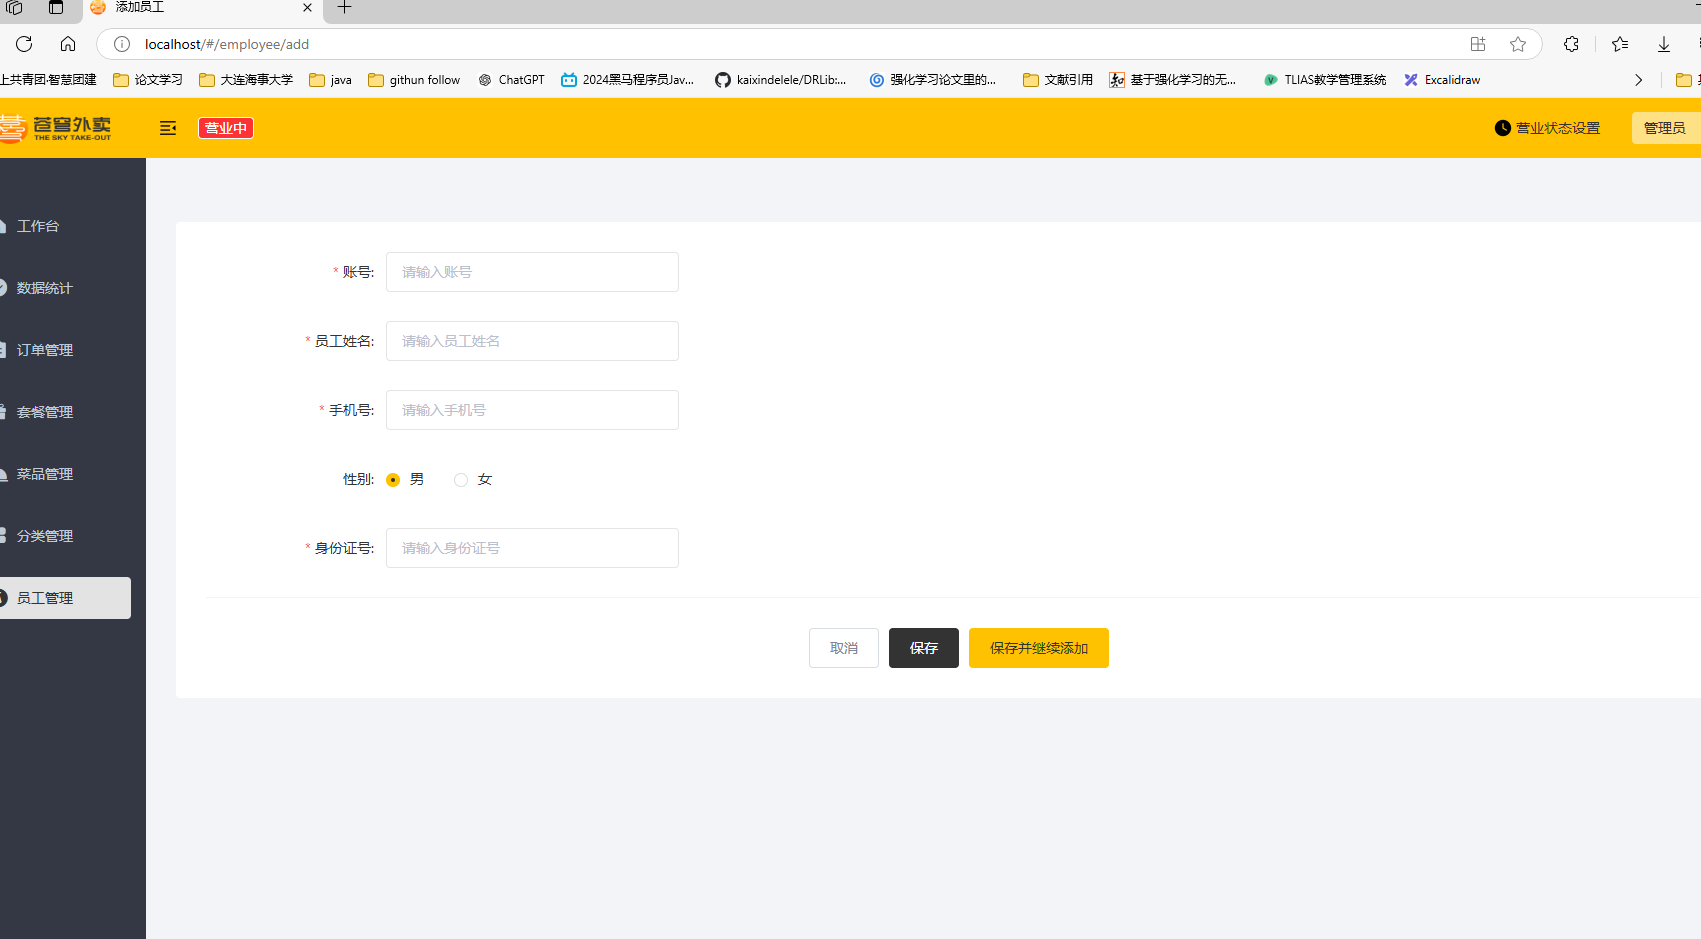 添加员工
localhost/#/employee/add
上共青团·智慧团建 论文学习 大连海事大学 java githun follow ChatGPT 2024黑马程序员Jav... kaixindelele/DRLib:... 强化学习论文里的... 文献引用 基于强化学习的无... TLIAS教学管理系统 Excalidraw
苍穹外卖 营业中 营业状态设置 管理员
THE SKY TAKE-OUT
工作台
数据统计
订单管理
套餐管理
菜品管理
分类管理
员工管理
* 账号: 请输入账号
* 员工姓名: 请输入员工姓名
* 手机号: 请输入手机号
性别: 男 女
* 身份证号: 请输入身份证号
取消 保存 保存并继续添加